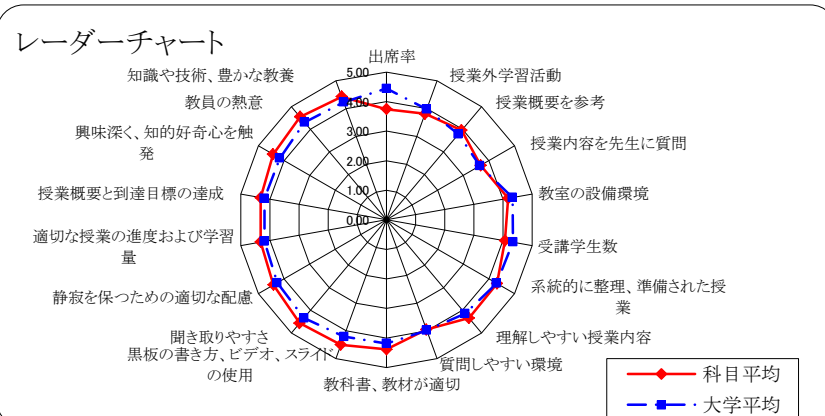 レーダーチャート
出席率
授業外学習活動
授業概要を参考
授業内容を先生に質問
教室の設備環境
受講学生数
系統的に整理、準備された授
業
理解しやすい授業内容
質問しやすい環境
教科書、教材が適切
黒板の書き方、ビデオ、スライド
の使用
聞き取りやすさ
静寂を保つための適切な配慮
適切な授業の進度および学習
量
授業概要と到達目標の達成
興味深く、知的好奇心を触
発
教員の熱意
知識や技術、豊かな教養
5.00
4.00
3.00
2.00
1.00
0.00
科目平均
大学平均